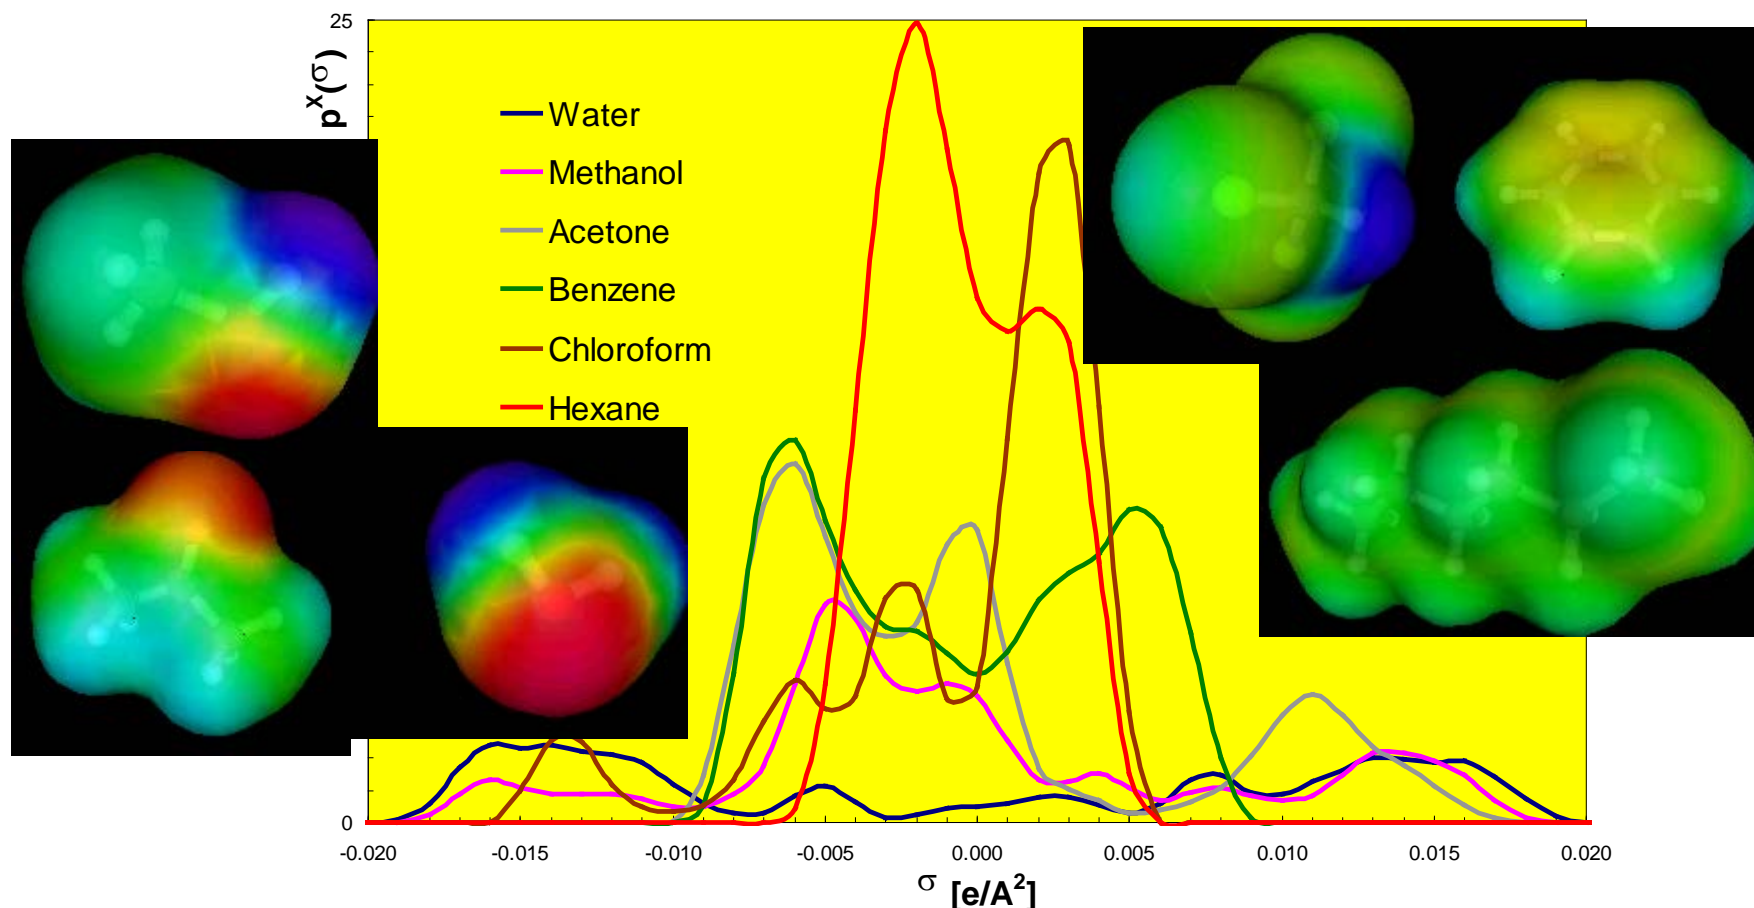 25
p^x(σ)
Water
Methanol
Acetone
Benzene
Chloroform
Hexane
0
-0.020 -0.015 -0.010 -0.005 0.000 0.005 0.010 0.015 0.020
σ [e/A²]